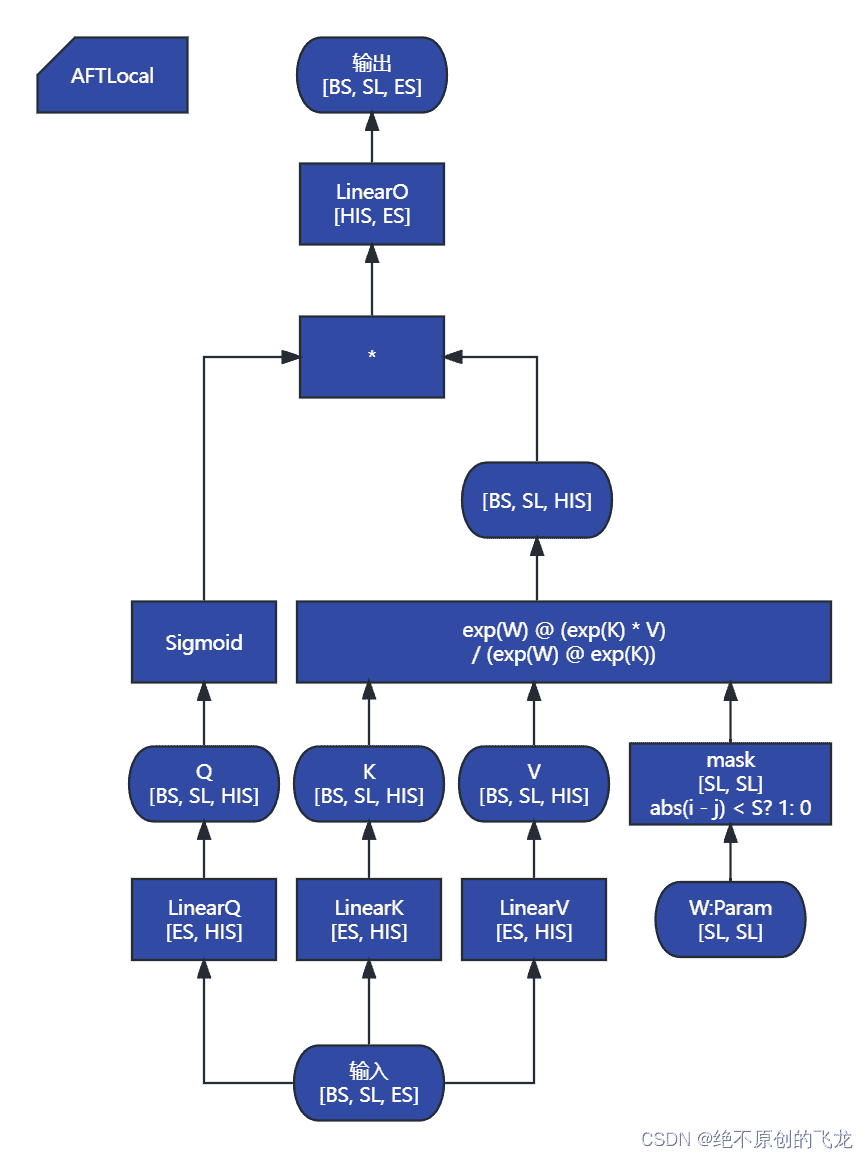 AFTLocal
输出
[BS, SL, ES]
LinearO
[HIS, ES]
*
[BS, SL, HIS]
Sigmoid
exp(W) @ (exp(K) * V)
/ (exp(W) @ exp(K))
Q
[BS, SL, HIS]
K
[BS, SL, HIS]
V
[BS, SL, HIS]
mask
[SL, SL]
abs(i - j) < S? 1: 0
LinearQ
[ES, HIS]
LinearK
[ES, HIS]
LinearV
[ES, HIS]
W:Param
[SL, SL]
输入
[BS, SL, ES]
CSDN @绝不原创的飞龙